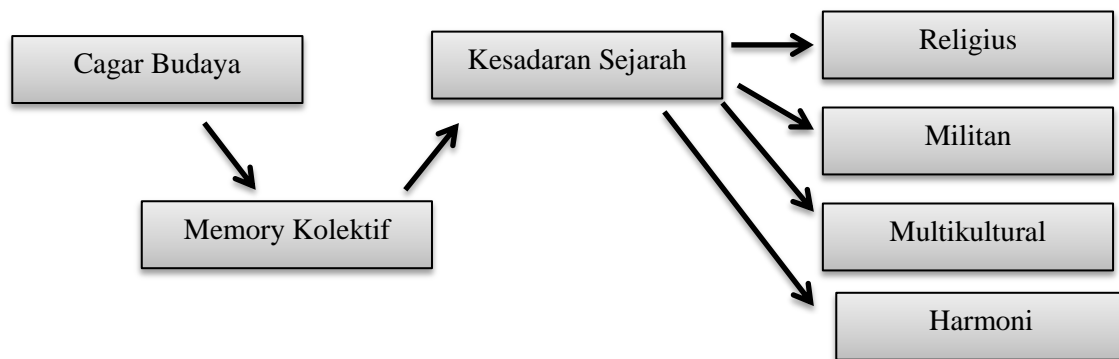 Cagar Budaya
Memory Kolektif
Kesadaran Sejarah
Religius
Militan
Multikultural
Harmoni